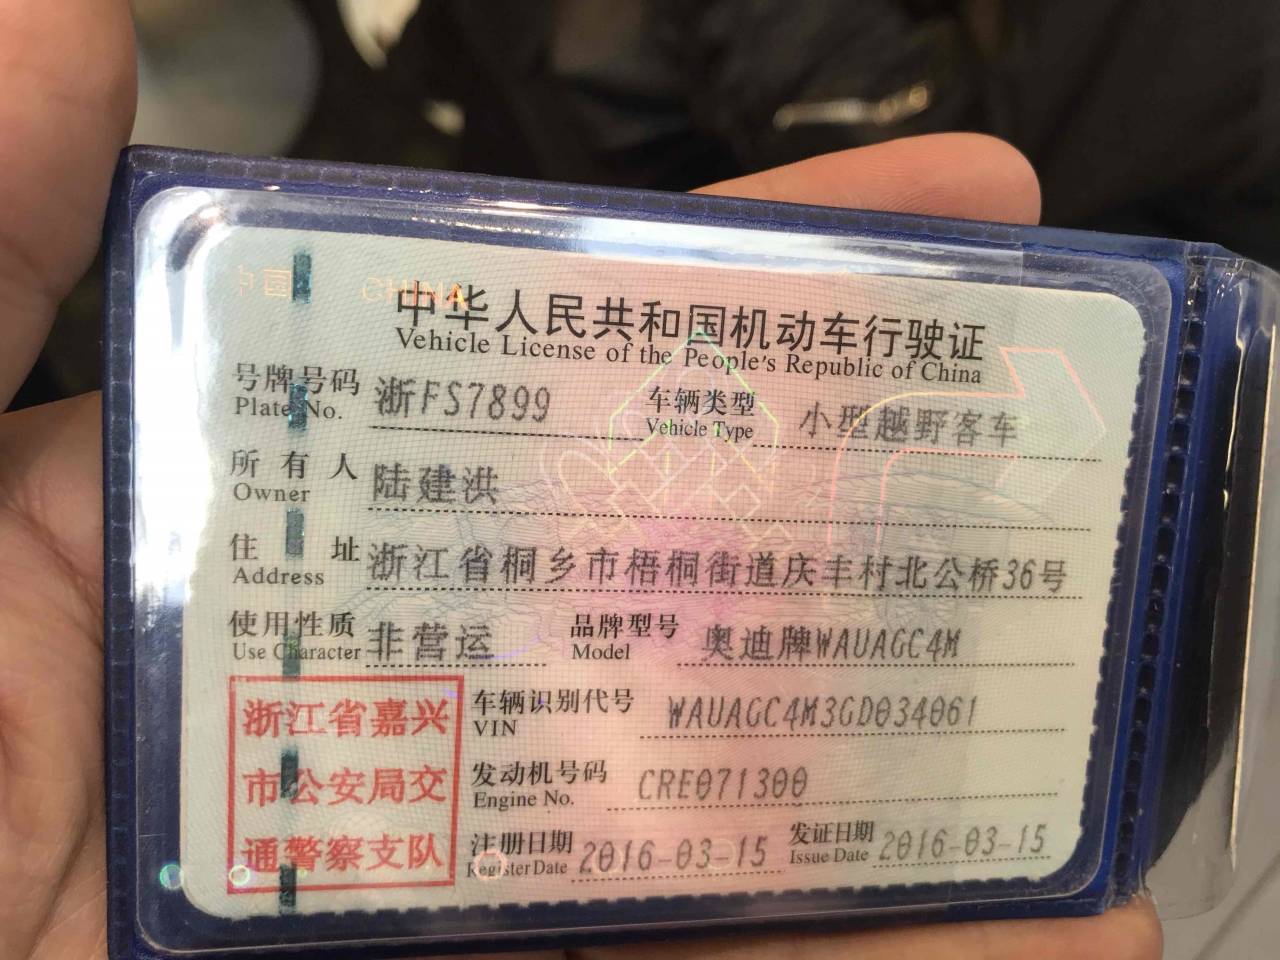 中国 CHINA
中华人民共和国机动车行驶证
Vehicle License of the People's Republic of China
号牌号码 浙FS7899 车辆类型 小型越野客车
Plate No. Vehicle Type
所有人 陆建洪
Owner
住址 浙江省桐乡市梧桐街道庆丰村北公桥36号
Address
使用性质 非营运 品牌型号 奥迪牌WAUAGC4M
Use Character Model
浙江省嘉兴
市公安局交
通警察支队
车辆识别代号 WAUAGC4M3GD034061
VIN
发动机号码 CRE071300
Engine No.
注册日期 2016-03-15 发证日期 2016-03-15
Register Date Issue Date